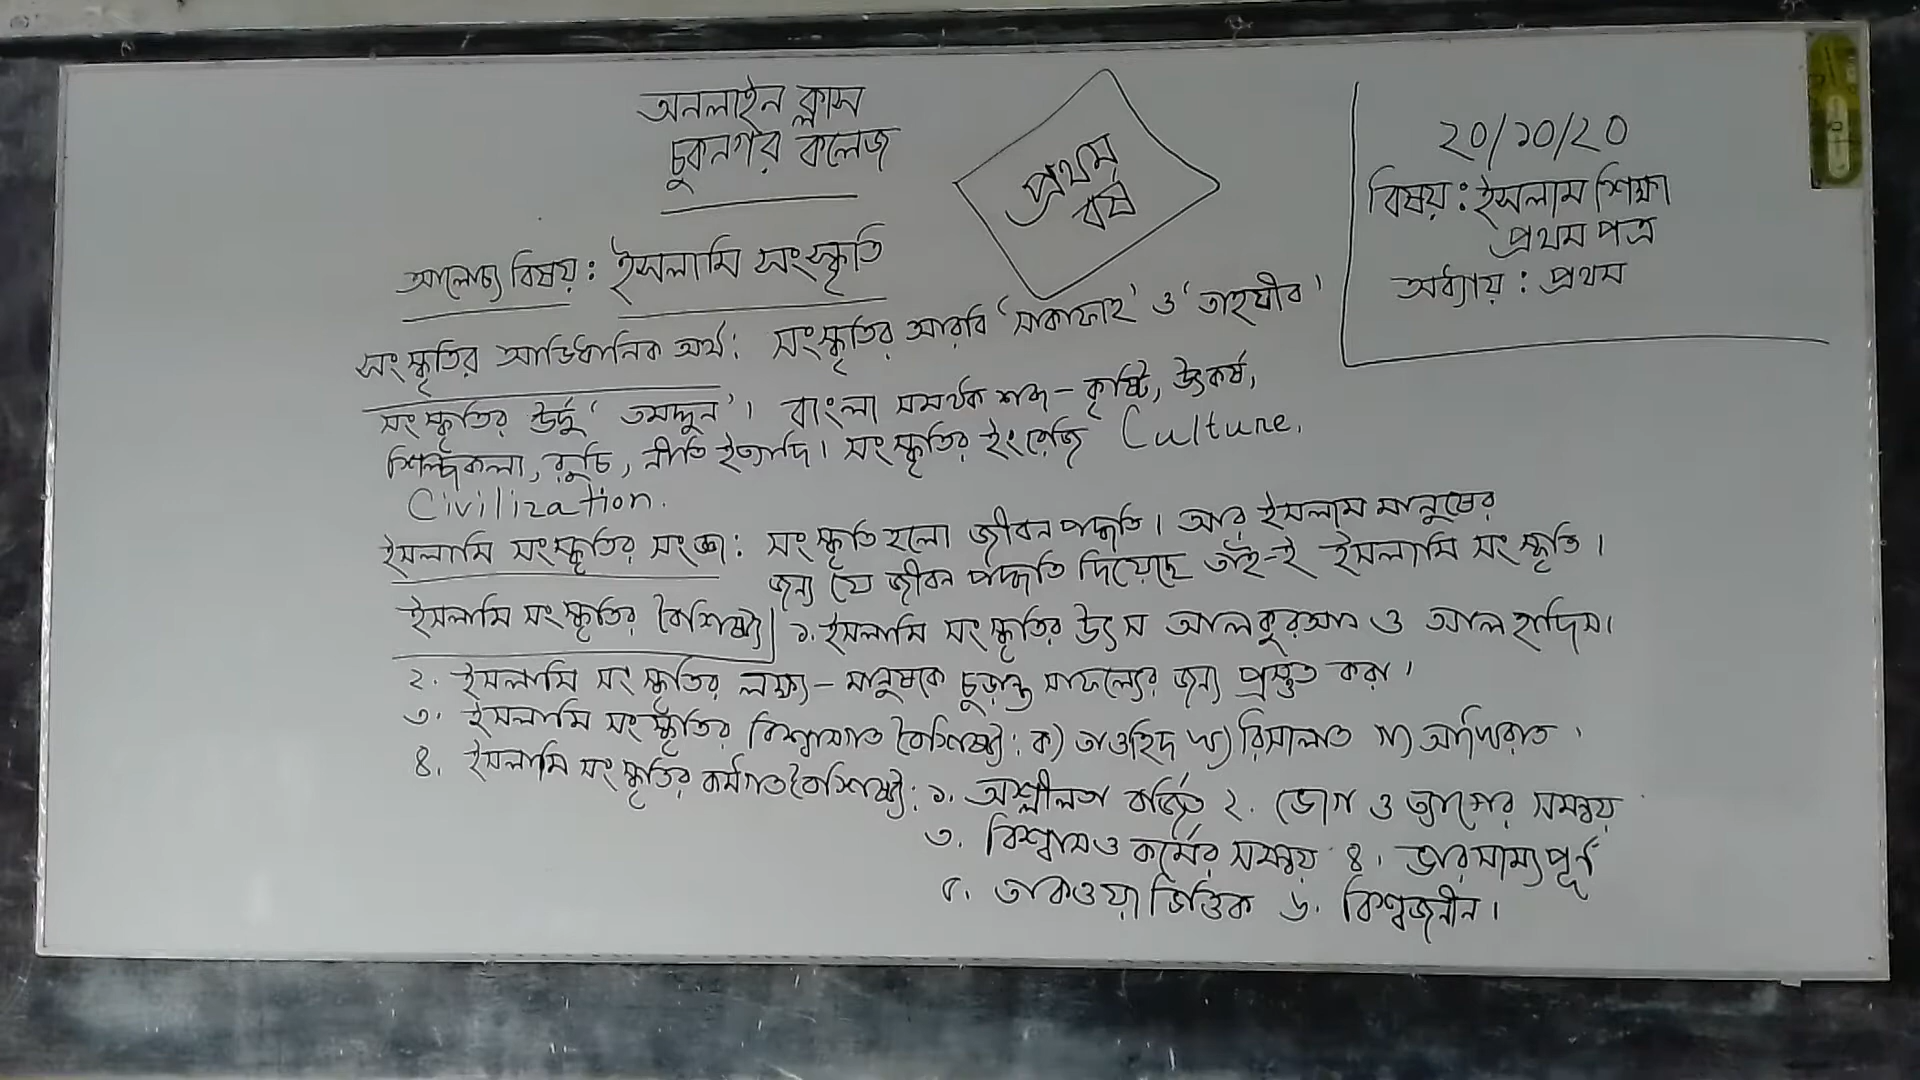 অনলাইন ক্লাস
চুকনগর কলেজ
প্রথম
বর্ষ
২০/১০/২০
বিষয়: ইসলাম শিক্ষা
প্রথম পত্র
অধ্যায়: প্রথম
আলোচ্য বিষয়: ইসলামি সংস্কৃতি
সংস্কৃতির আভিধানিক অর্থ: সংস্কৃতির আরবি 'সাকাফাহ' ও 'তাহযীব'
সংস্কৃতির উর্দু 'তমদ্দুন'। বাংলা সমর্থক শব্দ- কৃষ্টি, উৎকর্ষ,
শিল্পকলা, রুচি, নীতি ইত্যাদি। সংস্কৃতির ইংরেজি Culture,
Civilization.
ইসলামি সংস্কৃতির সংজ্ঞা: সংস্কৃতি হলো জীবন পদ্ধতি। আর ইসলাম মানুষের
জন্য যে জীবন পদ্ধতি দিয়েছে তাই-ই ইসলামি সংস্কৃতি।
ইসলামি সংস্কৃতির বৈশিষ্ট্য| ১. ইসলামি সংস্কৃতির উৎস আলকুরআন ও আল হাদিস।
২. ইসলামি সংস্কৃতির লক্ষ্য- মানুষকে চূড়ান্ত সাফল্যের জন্য প্রস্তুত করা।
৩. ইসলামি সংস্কৃতির বিশ্বাসগত বৈশিষ্ট্য: ক) তাওহিদ খ) রিসালাত গ) আখিরাত।
৪. ইসলামি সংস্কৃতির কর্মগত বৈশিষ্ট্য: ১. অশ্লীলতা বর্জিত ২. ভোগ ও ত্যাগের সমন্বয়
৩. বিশ্বাস ও কর্মের সমন্বয় ৪. ভারসাম্যপূর্ণ
৫. তাকওয়া ভিত্তিক ৬. বিশ্বজনীন।